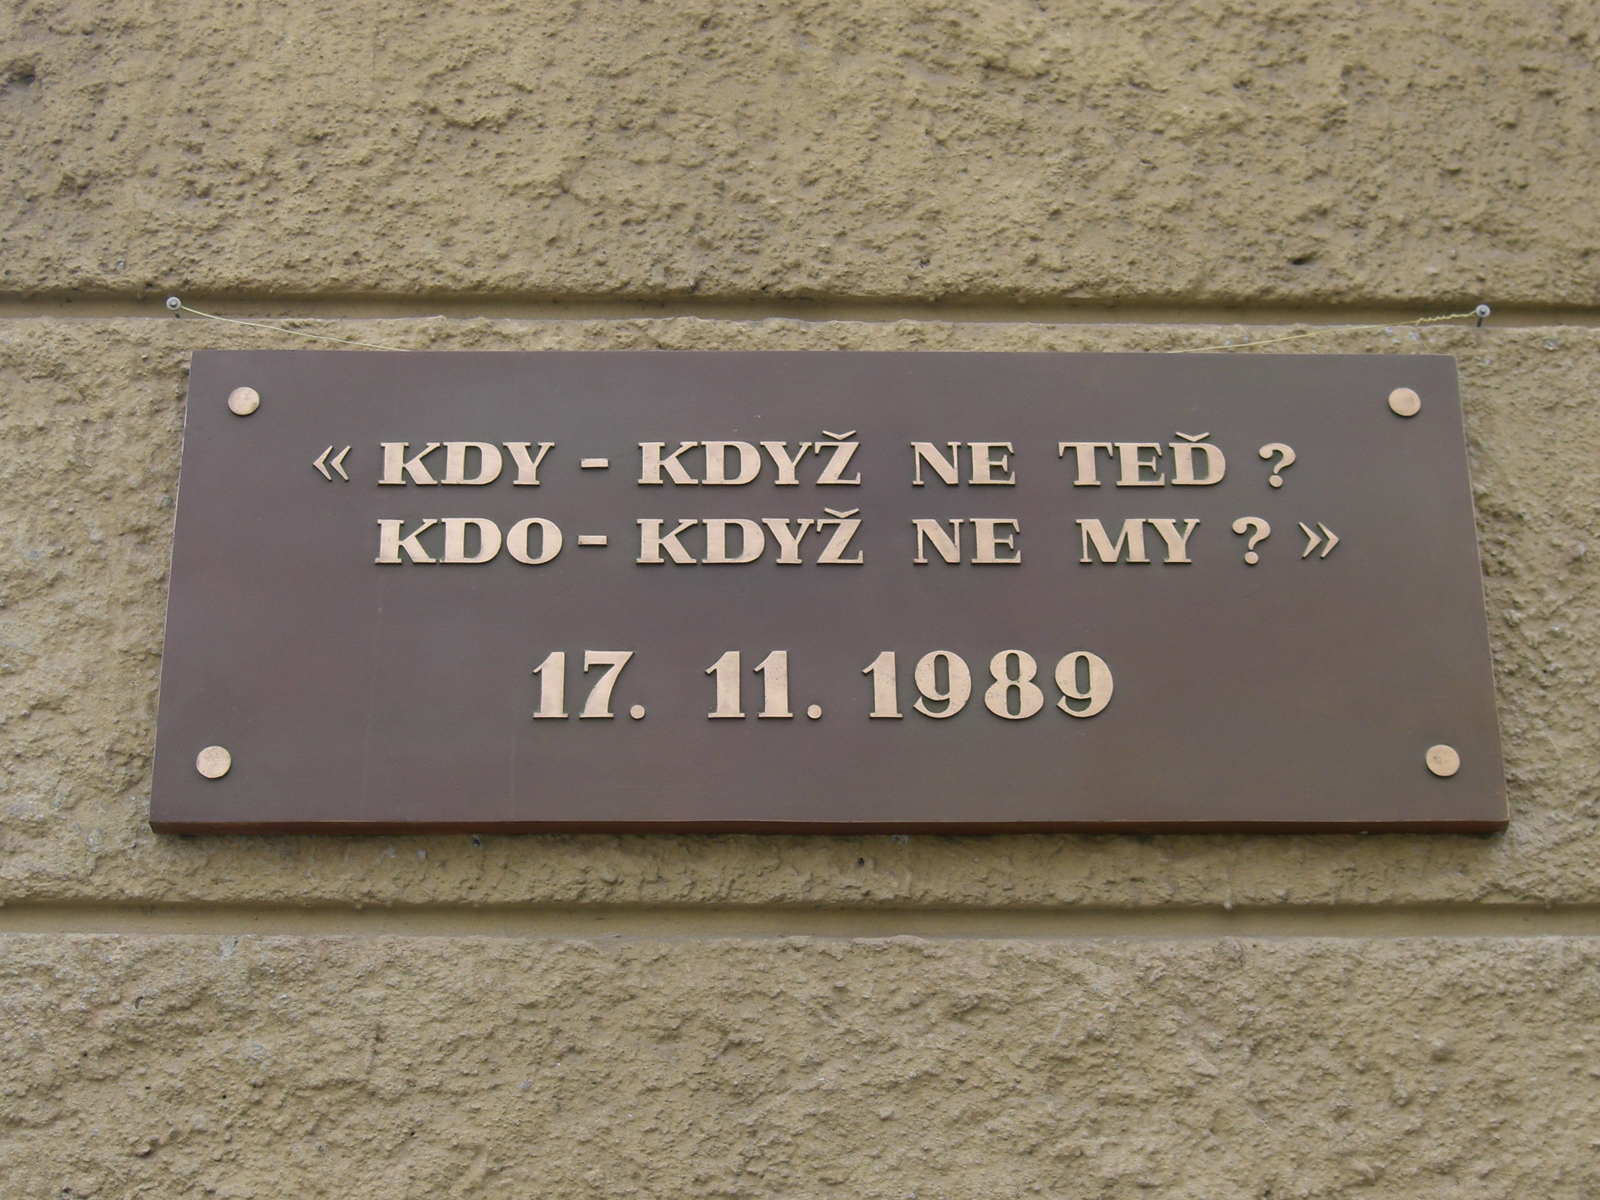 « KDY - KDYŽ NE TEĎ ?
KDO - KDYŽ NE MY ? »
17. 11. 1989